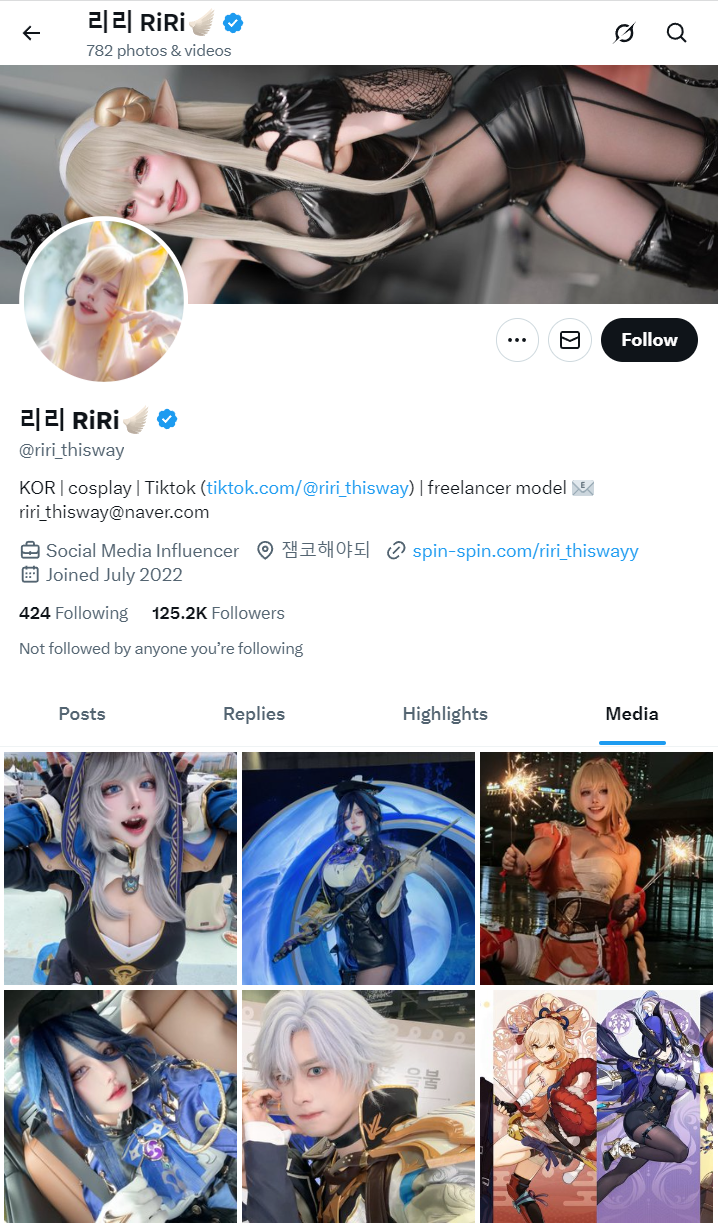 리리 RiRi🪽
782 photos & videos
Follow
리리 RiRi🪽
@riri_thisway
KOR | cosplay | Tiktok (tiktok.com/@riri_thisway) | freelancer model 📧
riri_thisway@naver.com
Social Media Influencer 잼코해야되 spin-spin.com/riri_thiswayy
Joined July 2022
424 Following 125.2K Followers
Not followed by anyone you’re following
Posts Replies Highlights Media